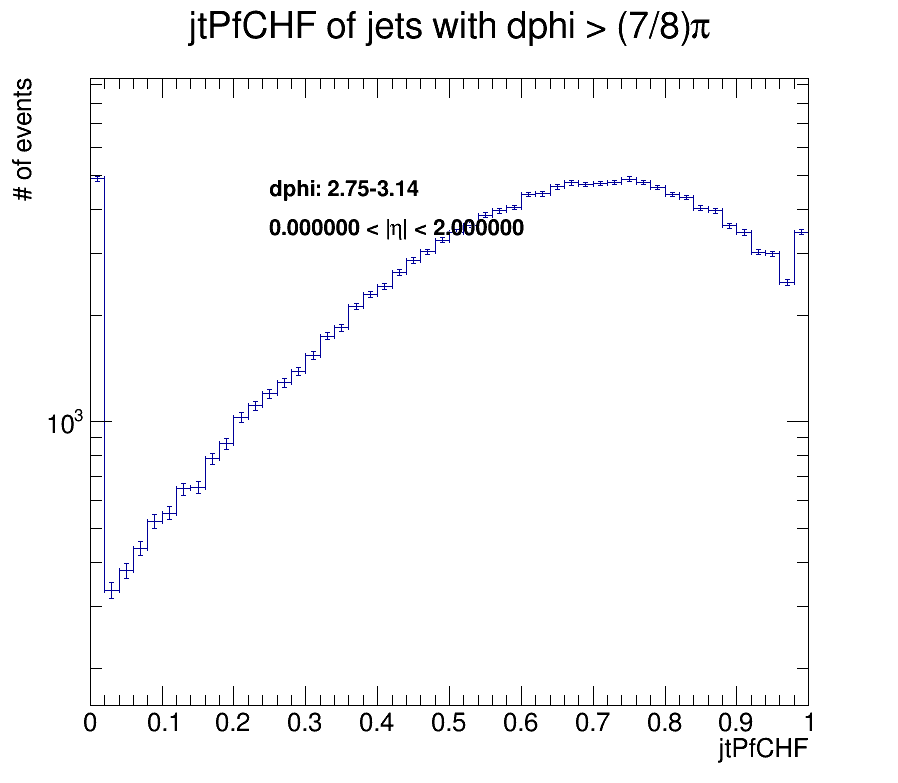 jtPfCHF of jets with dphi > (7/8)π
# of events
dphi: 2.75-3.14
0.000000 < |η| < 2.000000
10³
0 0.1 0.2 0.3 0.4 0.5 0.6 0.7 0.8 0.9 1
jtPfCHF